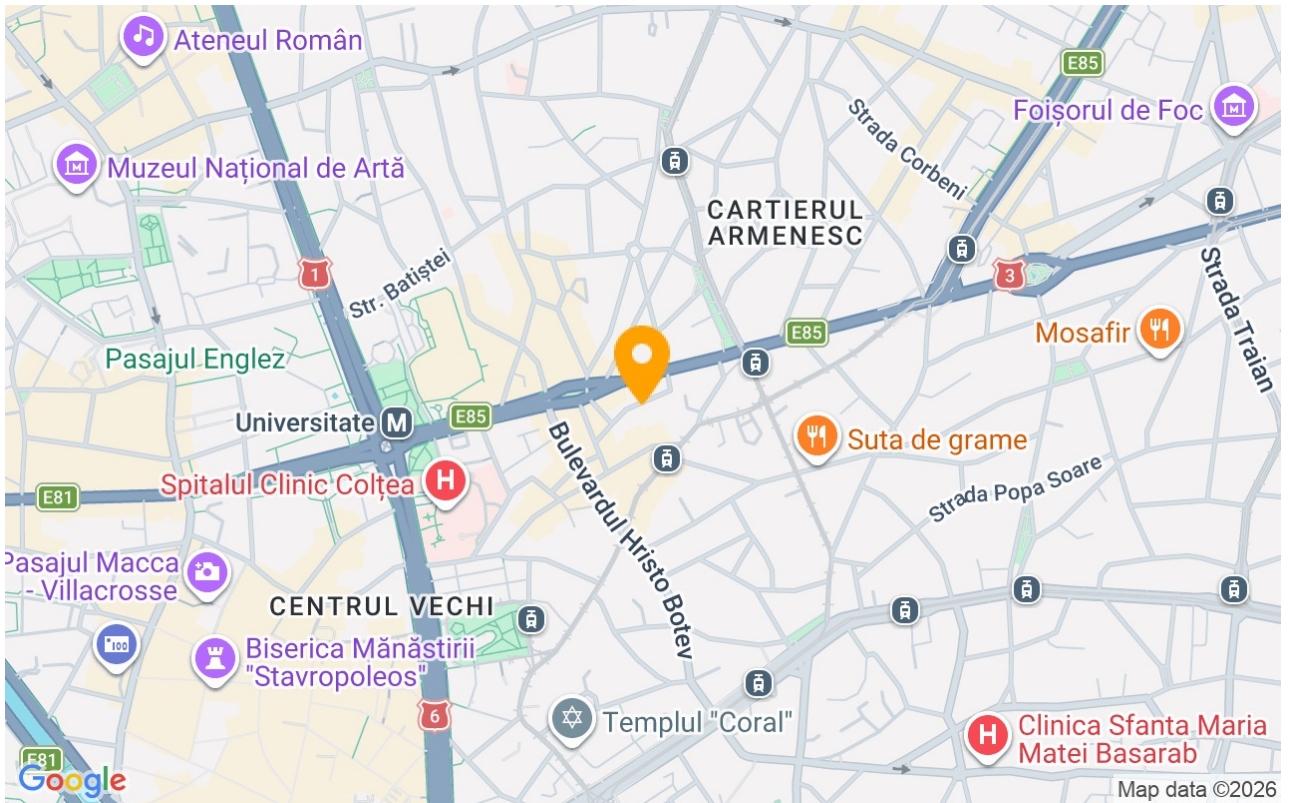 Ateneul Român
E85
Foișorul de Foc
Strada Corbeni
Muzeul Național de Artă
CARTIERUL
ARMENESC
1
Str. Batiștei
3
Strada Traian
E85
Mosafir
Pasajul Englez
Universitate
M
E85
Suta de grame
Bulevardul Hristo Botev
Strada Popa Soare
E81
Spitalul Clinic Colțea
H
Pasajul Macca
- Villacrosse
CENTRUL VECHI
100
Biserica Mănăstirii
"Stavropoleos"
6
Templul "Coral"
H
Clinica Sfanta Maria
Matei Basarab
E81
Google
Map data ©2026